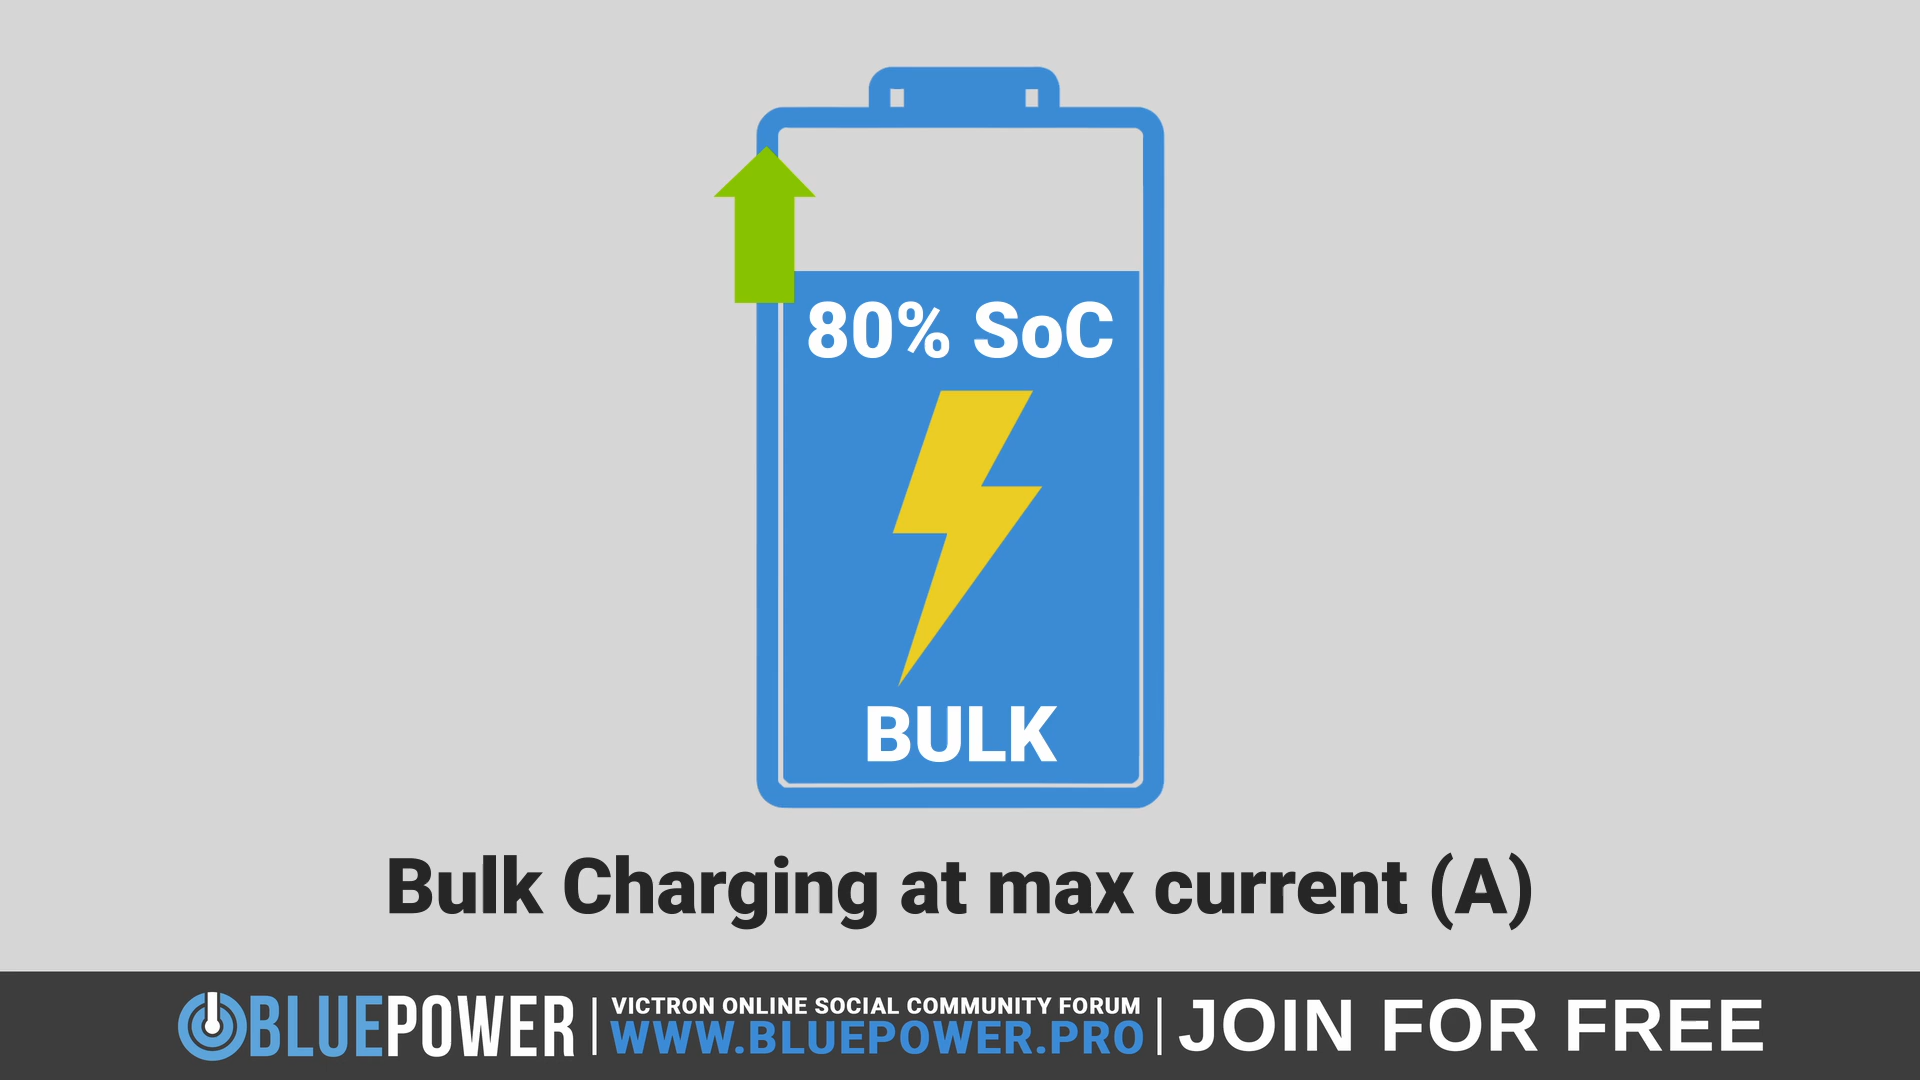 80% SoC
BULK
Bulk Charging at max current (A)
BLUEPOWER
VICTRON ONLINE SOCIAL COMMUNITY FORUM
WWW.BLUEPOWER.PRO
JOIN FOR FREE